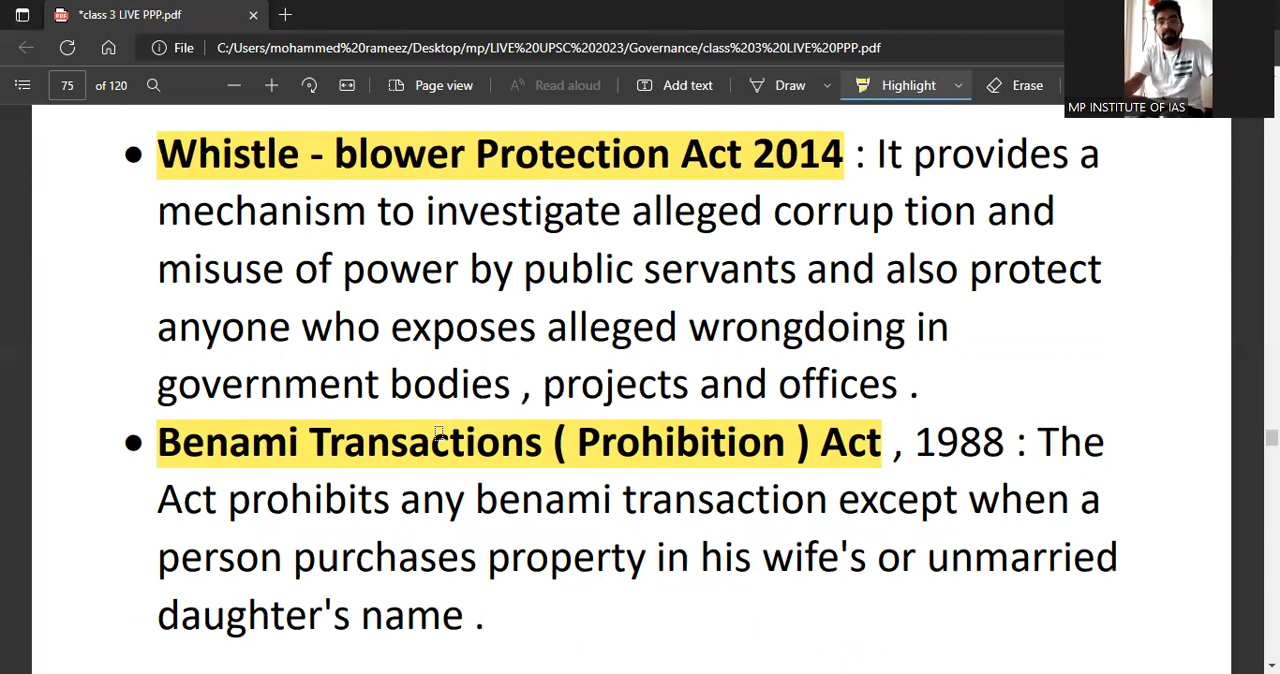 *class 3 LIVE PPP.pdf
File C:/Users/mohammed%20rameez/Desktop/mp/LIVE%20UPSC%202023/Governance/class%203%20LIVE%20PPP.pdf
75 of 120 Page view Read aloud Add text Draw Highlight Erase
MP INSTITUTE OF IAS
• Whistle - blower Protection Act 2014 : It provides a
mechanism to investigate alleged corrup tion and
misuse of power by public servants and also protect
anyone who exposes alleged wrongdoing in
government bodies , projects and offices .
• Benami Transactions ( Prohibition ) Act , 1988 : The
Act prohibits any benami transaction except when a
person purchases property in his wife's or unmarried
daughter's name .